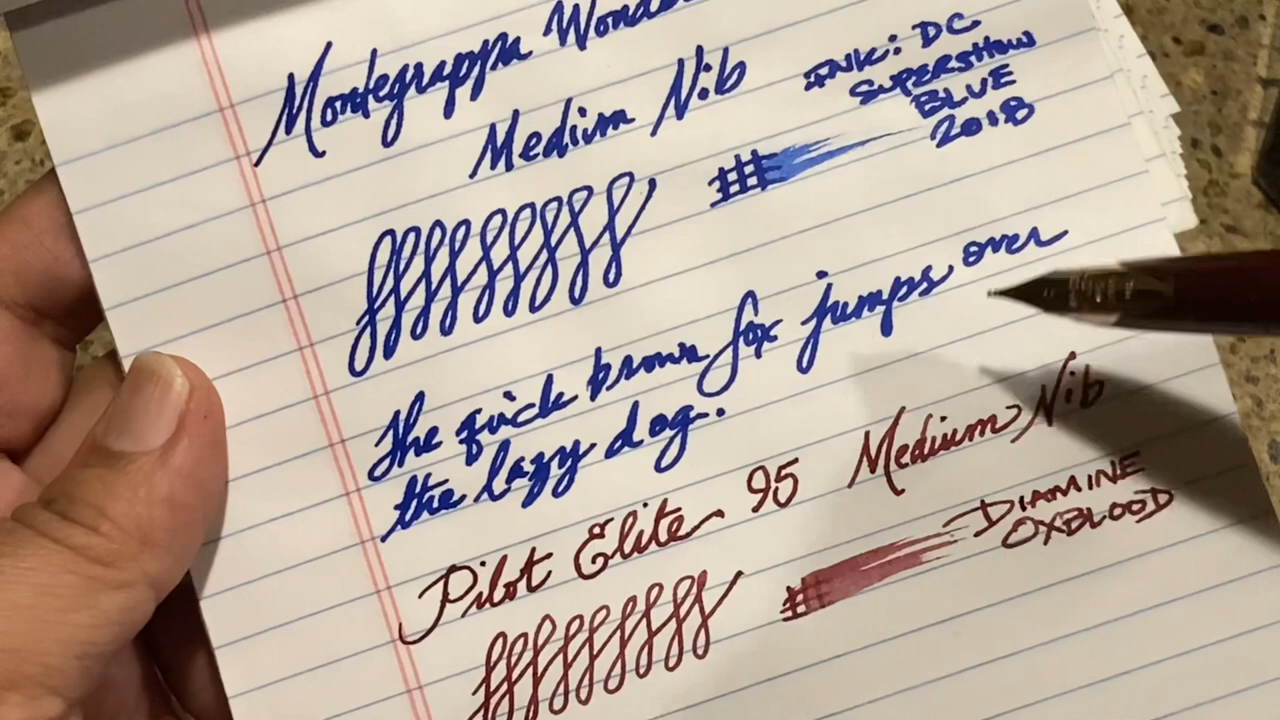 Montegrappa
Medium Nib
INK: DC
SUPERSHOW
BLUE
2018
The quick brown fox jumps over
the lazy dog.
Pilot Elite 95 Medium Nib
DIAMINE
OXBLOOD